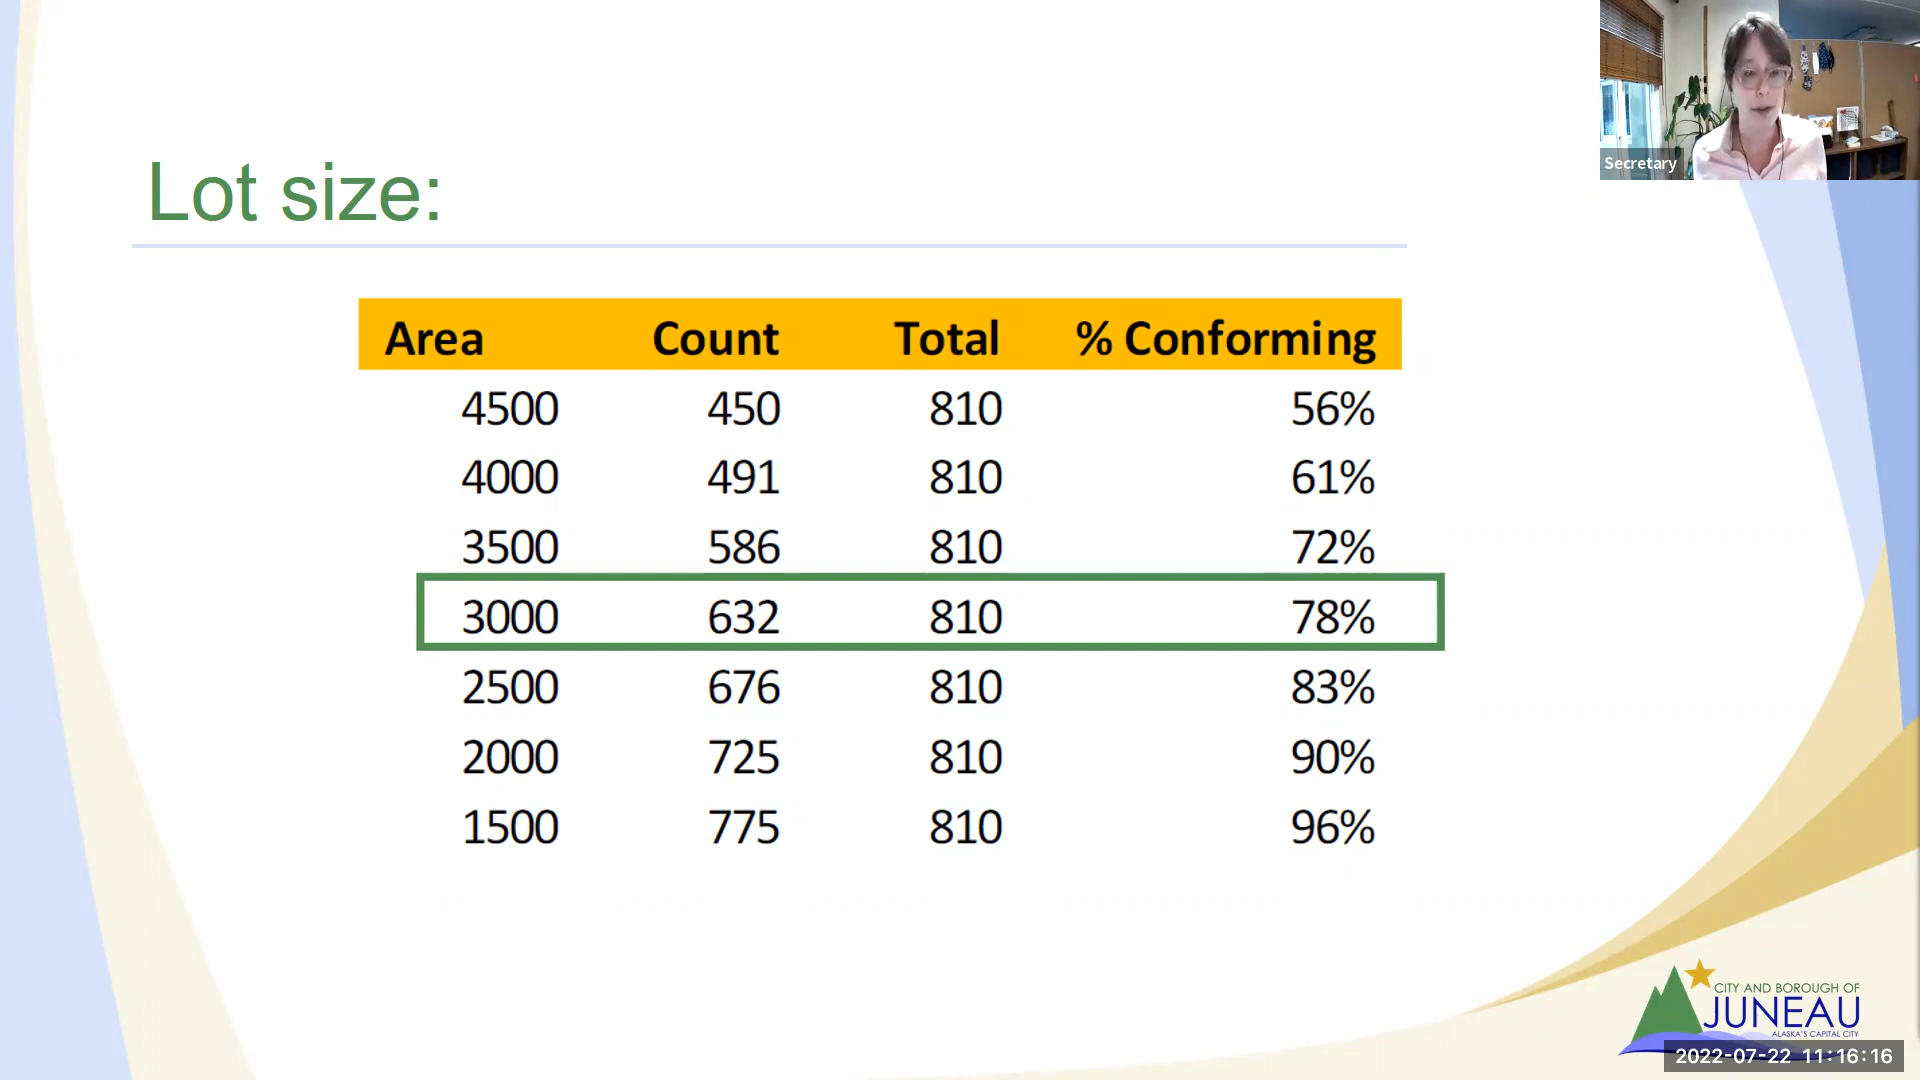 Secretary
Lot size:
Area Count Total % Conforming
4500 450 810 56%
4000 491 810 61%
3500 586 810 72%
3000 632 810 78%
2500 676 810 83%
2000 725 810 90%
1500 775 810 96%
CITY AND BOROUGH OF
JUNEAU
ALASKA'S CAPITAL CITY
2022-07-22 11:16:16